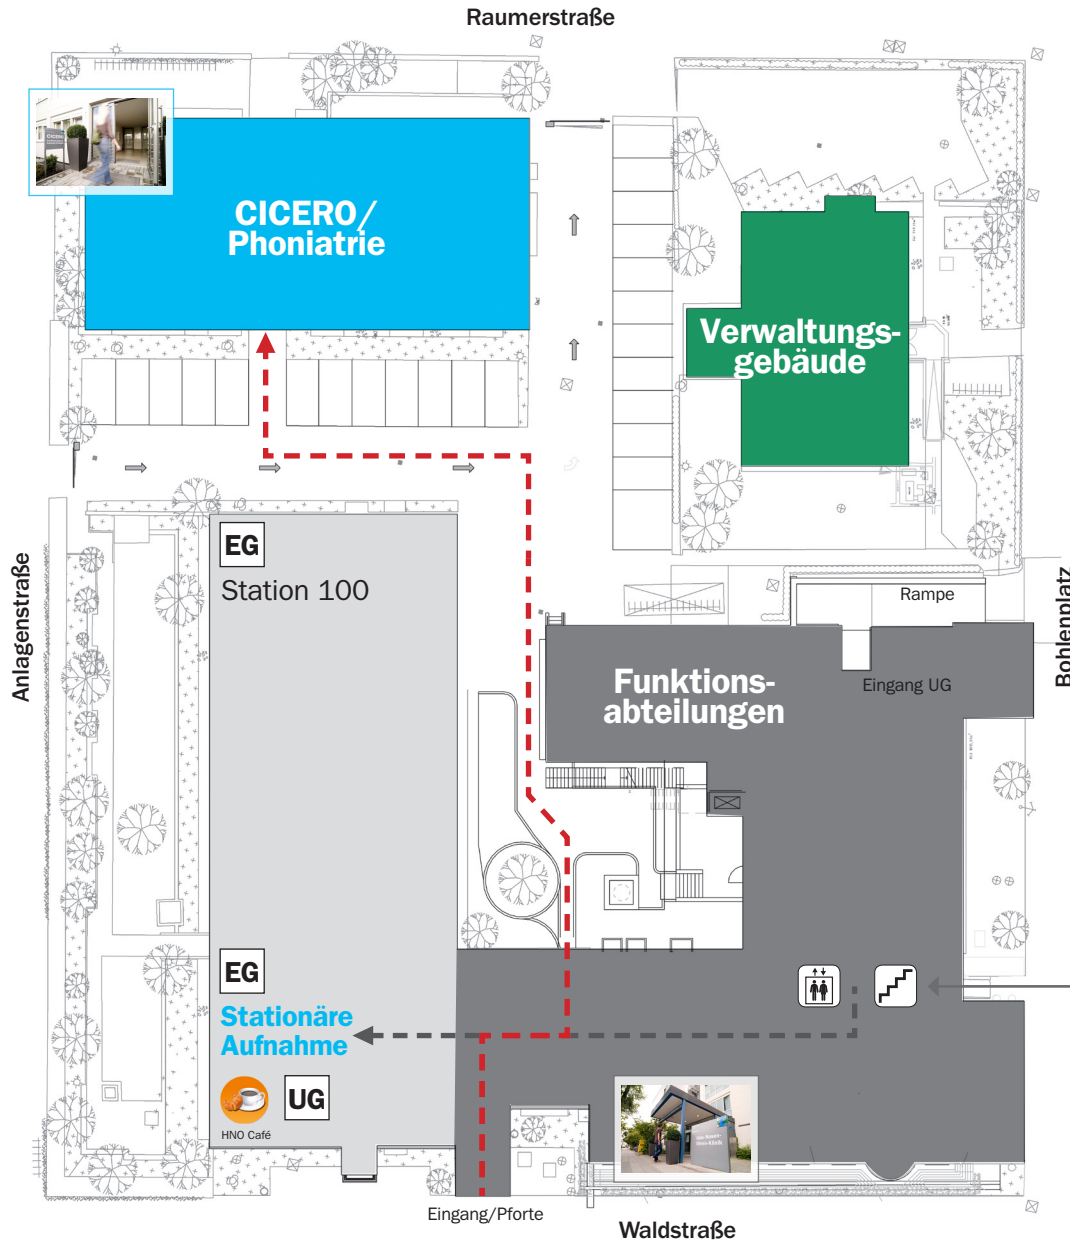 Raumerstraße
CICERO
CICERO/
Phoniatrie
Verwaltungs-
gebäude
EG
Station 100
Anlagenstraße
Rampe
Bohlenplatz
Funktions-
abteilungen
Eingang UG
EG
Stationäre
Aufnahme
UG
HNO Café
Eingang/Pforte
Waldstraße